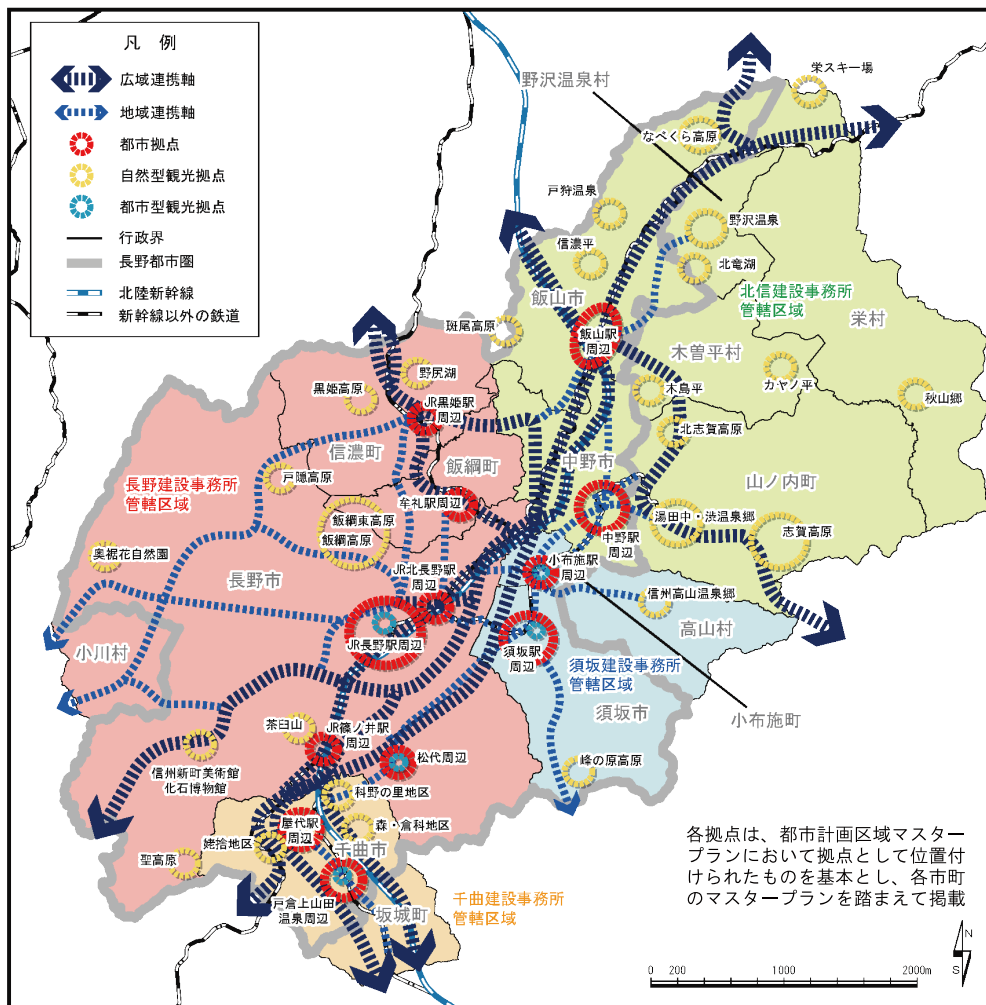 凡 例
広域連携軸
地域連携軸
都市拠点
自然型観光拠点
都市型観光拠点
行政界
長野都市圏
北陸新幹線
新幹線以外の鉄道
栄スキー場
野沢温泉村
なべくら高原
戸狩温泉
野沢温泉
信濃平
北竜湖
飯山市
北信建設事務所
管轄区域
栄村
斑尾高原
飯山駅
周辺
木曽平村
野尻湖
カヤノ平
黒姫高原
木島平
秋山郷
JR黒姫駅
周辺
北志賀高原
信濃町
飯綱町
中野市
戸隠高原
山ノ内町
長野建設事務所
管轄区域
牟礼駅周辺
飯綱東高原
飯綱高原
湯田中・渋温泉郷
中野駅
周辺
志賀高原
奥裾花自然園
小布施駅
周辺
JR北長野駅
周辺
長野市
信州高山温泉郷
高山村
JR長野駅周辺
須坂駅
周辺
小川村
須坂建設事務所
管轄区域
須坂市
小布施町
茶臼山
JR篠ノ井駅
周辺
松代周辺
信州新町美術館
化石博物館
峰の原高原
科野の里地区
屋代駅
周辺
森・倉科地区
姨捨地区
千曲市
聖高原
戸倉上山田
温泉周辺
坂城町
千曲建設事務所
管轄区域
各拠点は、都市計画区域マスター
プランにおいて拠点として位置付
けられたものを基本とし、各市町
のマスタープランを踏まえて掲載
N
S
0 200 1000 2000m